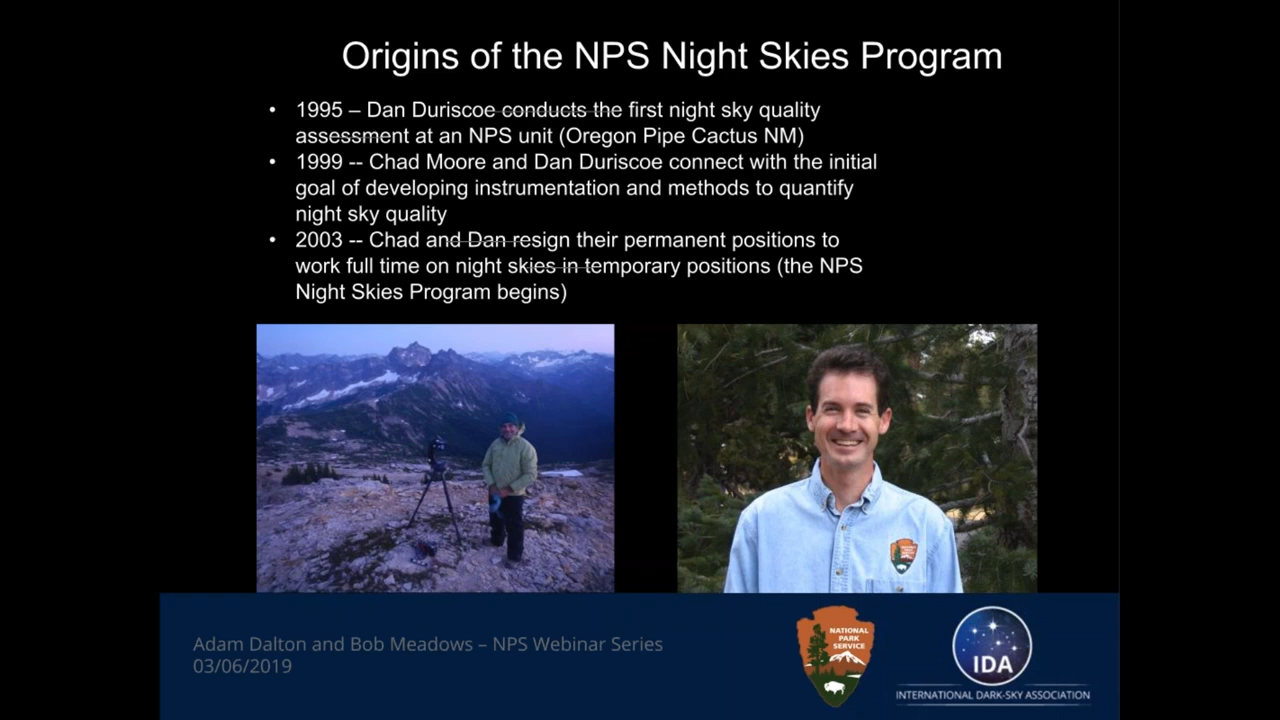 Origins of the NPS Night Skies Program
• 1995 – Dan Duriscoe conducts the first night sky quality
assessment at an NPS unit (Oregon Pipe Cactus NM)
• 1999 -- Chad Moore and Dan Duriscoe connect with the initial
goal of developing instrumentation and methods to quantify
night sky quality
• 2003 -- Chad and Dan resign their permanent positions to
work full time on night skies in temporary positions (the NPS
Night Skies Program begins)
Adam Dalton and Bob Meadows – NPS Webinar Series
03/06/2019
NATIONAL
PARK
SERVICE
IDA
INTERNATIONAL DARK-SKY ASSOCIATION